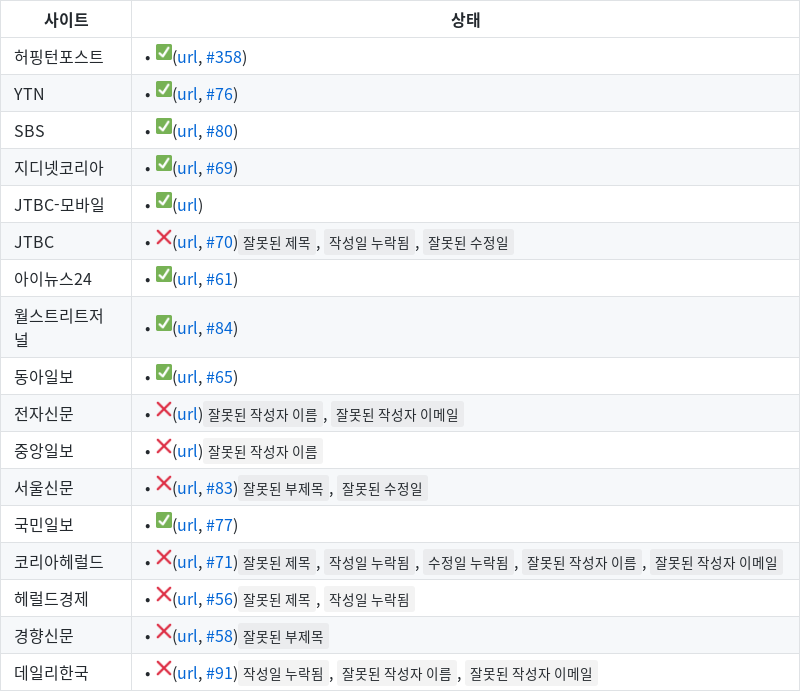 사이트 상태
허핑턴포스트 • ✅(url, #358)
YTN • ✅(url, #76)
SBS • ✅(url, #80)
지디넷코리아 • ✅(url, #69)
JTBC-모바일 • ✅(url)
JTBC • ❌(url, #70) 잘못된 제목 , 작성일 누락됨 , 잘못된 수정일
아이뉴스24 • ✅(url, #61)
월스트리트저
널 • ✅(url, #84)
동아일보 • ✅(url, #65)
전자신문 • ❌(url) 잘못된 작성자 이름 , 잘못된 작성자 이메일
중앙일보 • ❌(url) 잘못된 작성자 이름
서울신문 • ❌(url, #83) 잘못된 부제목 , 잘못된 수정일
국민일보 • ✅(url, #77)
코리아헤럴드 • ❌(url, #71) 잘못된 제목 , 작성일 누락됨 , 수정일 누락됨 , 잘못된 작성자 이름 , 잘못된 작성자 이메일
헤럴드경제 • ❌(url, #56) 잘못된 제목 , 작성일 누락됨
경향신문 • ❌(url, #58) 잘못된 부제목
데일리한국 • ❌(url, #91) 작성일 누락됨 , 잘못된 작성자 이름 , 잘못된 작성자 이메일